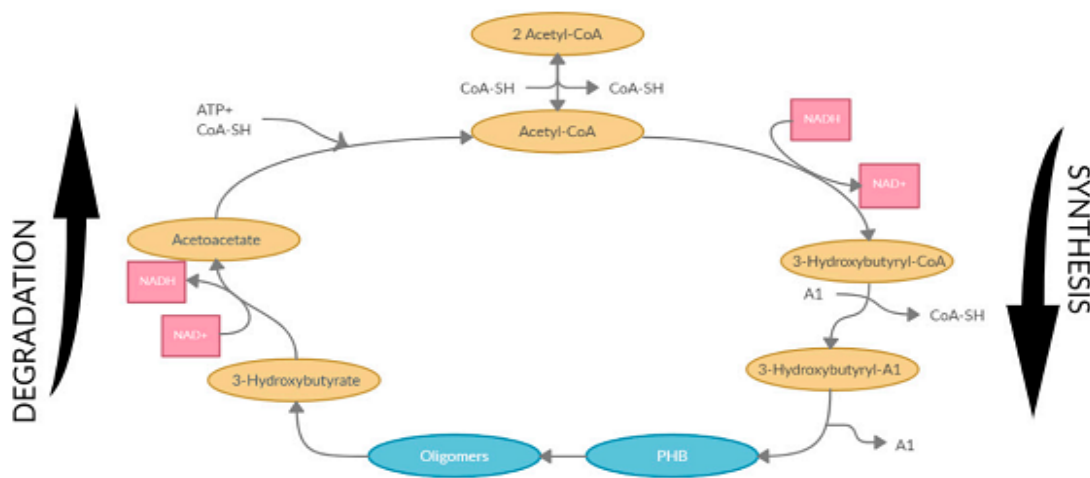 2 Acetyl-CoA
CoA-SH
CoA-SH
Acetyl-CoA
ATP+
CoA-SH
NADH
NAD+
SYNTHESIS
DEGRADATION
Acetoacetate
NADH
NAD+
3-Hydroxybutyryl-CoA
A1
CoA-SH
3-Hydroxybutyrate
3-Hydroxybutyryl-A1
A1
Oligomers
PHB